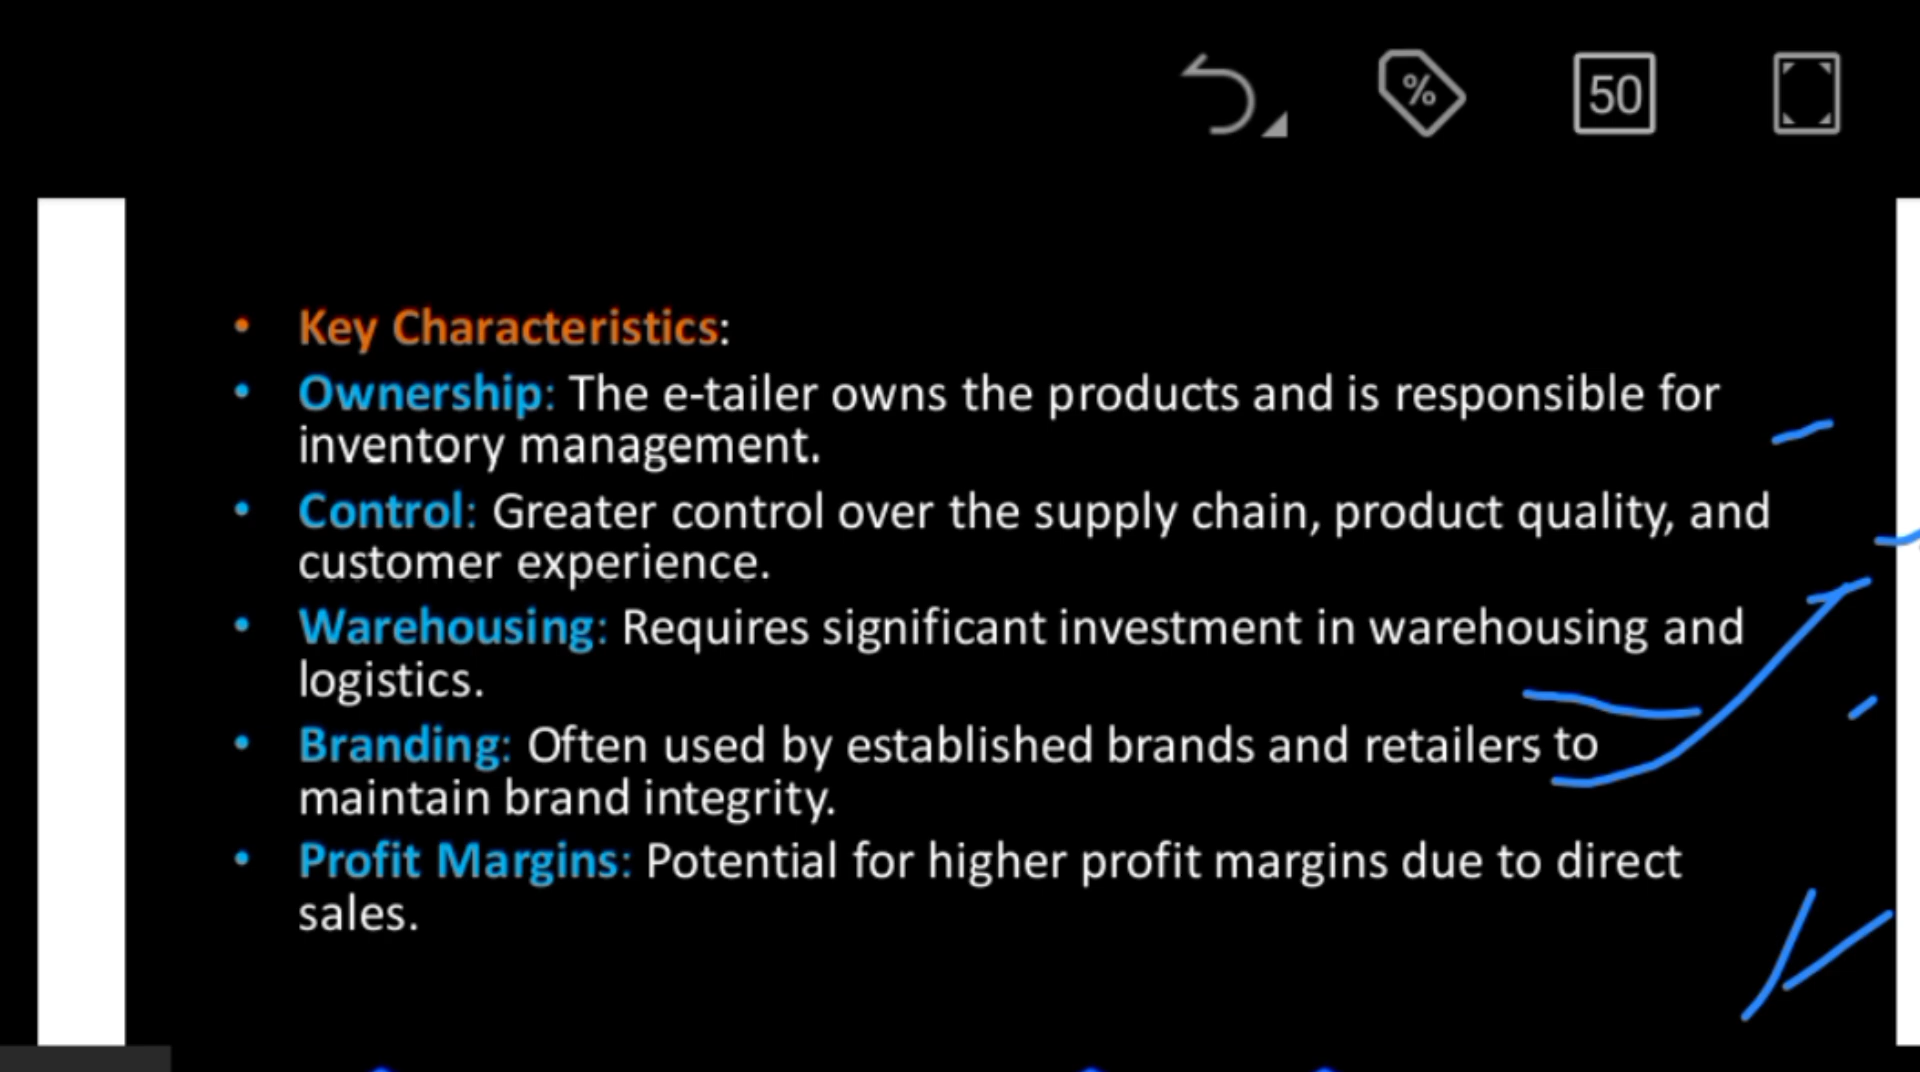 %
50
• Key Characteristics:
• Ownership: The e-tailer owns the products and is responsible for
inventory management.
• Control: Greater control over the supply chain, product quality, and
customer experience.
• Warehousing: Requires significant investment in warehousing and
logistics.
• Branding: Often used by established brands and retailers to
maintain brand integrity.
• Profit Margins: Potential for higher profit margins due to direct
sales.